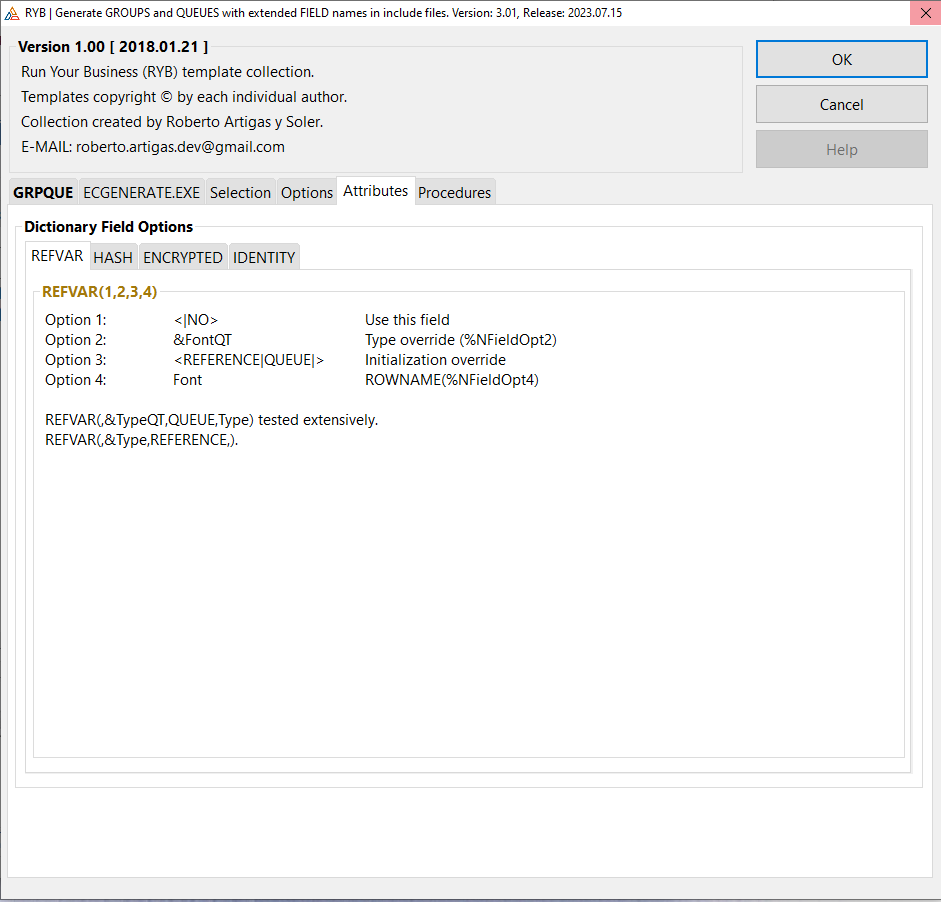 RYB | Generate GROUPS and QUEUES with extended FIELD names in include files. Version: 3.01, Release: 2023.07.15
Version 1.00 [ 2018.01.21 ]
Run Your Business (RYB) template collection.
Templates copyright © by each individual author.
Collection created by Roberto Artigas y Soler.
E-MAIL: roberto.artigas.dev@gmail.com
OK
Cancel
Help
GRPQUE ECGENERATE.EXE Selection Options Attributes Procedures
Dictionary Field Options
REFVAR HASH ENCRYPTED IDENTITY
REFVAR(1,2,3,4)
Option 1: <|NO> Use this field
Option 2: &FontQT Type override (%NFieldOpt2)
Option 3: <REFERENCE|QUEUE|> Initialization override
Option 4: Font ROWNAME(%NFieldOpt4)
REFVAR(,&TypeQT,QUEUE,Type) tested extensively.
REFVAR(,&Type,REFERENCE,).